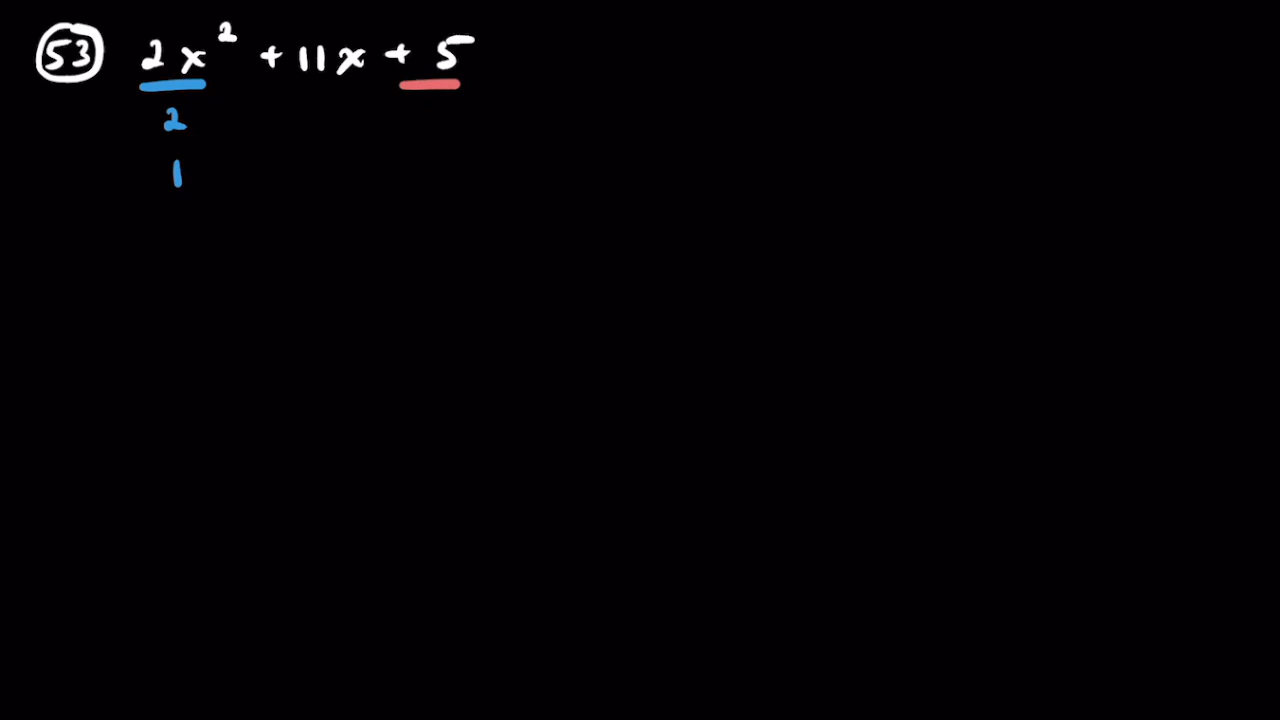 53 2x² + 11x + 5
2
1